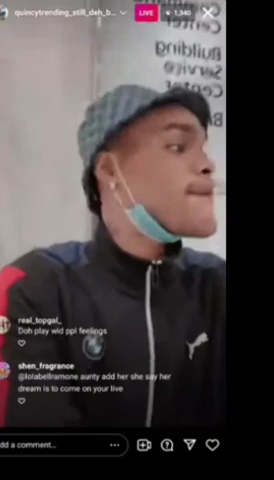 quincytrending_still_deh_b...
LIVE
1,340
Center
Building
Service
Center
real_topgal_
Doh play wid ppl feelings
shen_fragrance
@lolabellramone aunty add her she say her
dream is to come on your live
dd a comment...